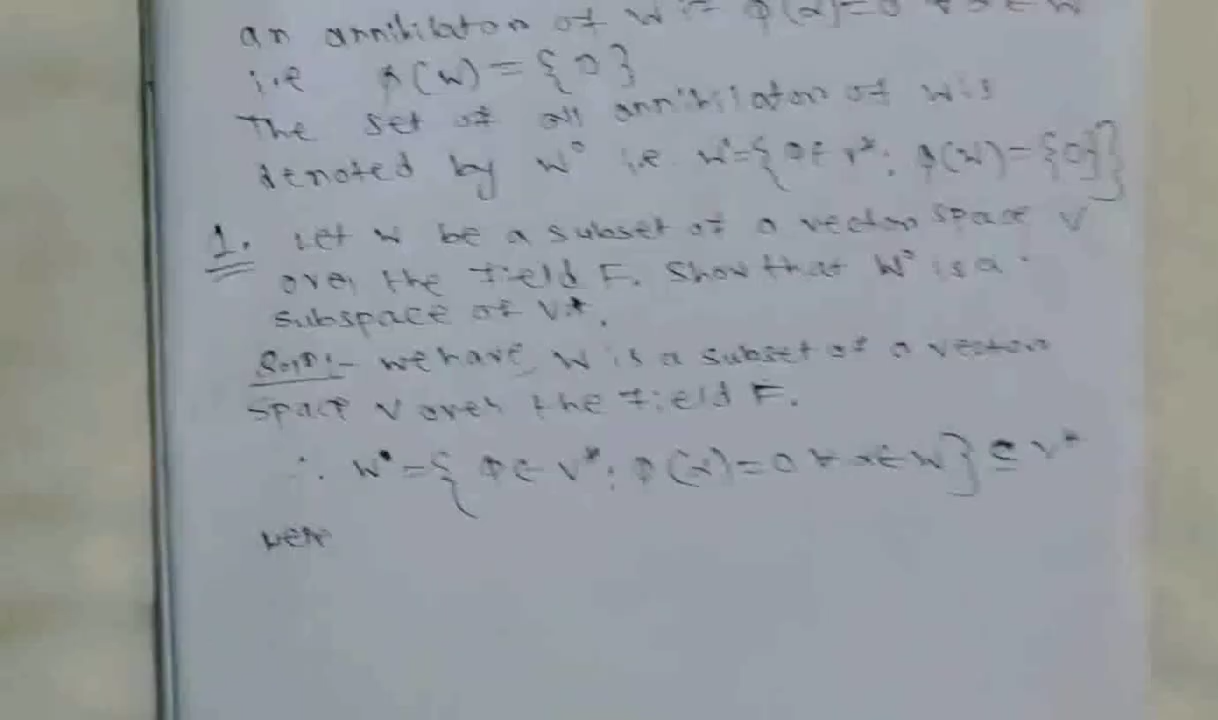 an annihilator of W if φ(α)=0 ∀ α ∈ W
i.e φ(W) = {0}
The set of all annihilator of W is
denoted by W° i.e W°={φ∈ V*: φ(W)={0}}
1. Let W be a subset of a vector space V
over the field F. Show that W° is a
subspace of V*.
Soln:- we have W is a subset of a vector
space V over the field F.
∴ W°={φ∈ V*: φ(α)=0 ∀ α∈W} ⊆ V*